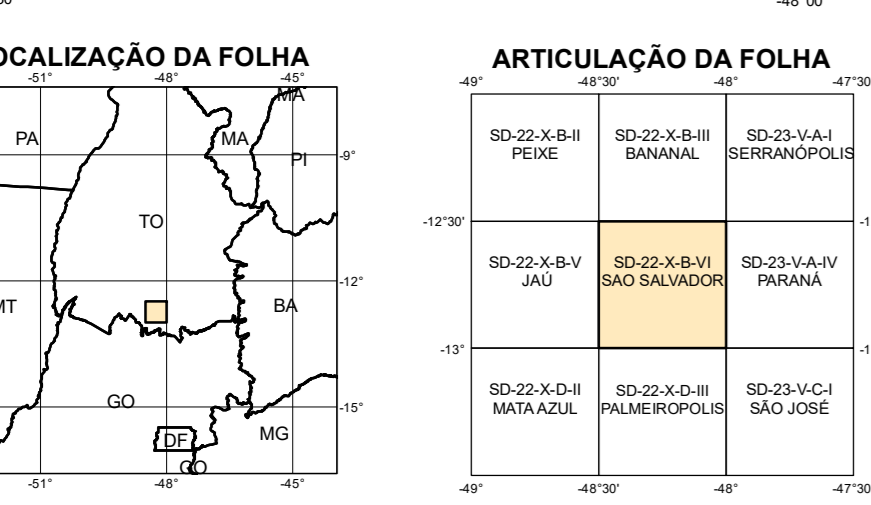 -48°00'
OCALIZAÇÃO DA FOLHA
-51° -48° -45°
MA
PA MA
-9°
PI
TO
-12°
MT BA
GO
-15°
DF MG
GO
-51° -48° -45°
ARTICULAÇÃO DA FOLHA
-49° -48°30' -48° -47°30
SD-22-X-B-II SD-22-X-B-III SD-23-V-A-I
PEIXE BANANAL SERRANÓPOLIS
-12°30' -1
SD-22-X-B-V SD-22-X-B-VI SD-23-V-A-IV
JAÚ SAO SALVADOR PARANÁ
-13° -1
SD-22-X-D-II SD-22-X-D-III SD-23-V-C-I
MATA AZUL PALMEIROPOLIS SÃO JOSÉ
-49° -48°30' -48° -47°30